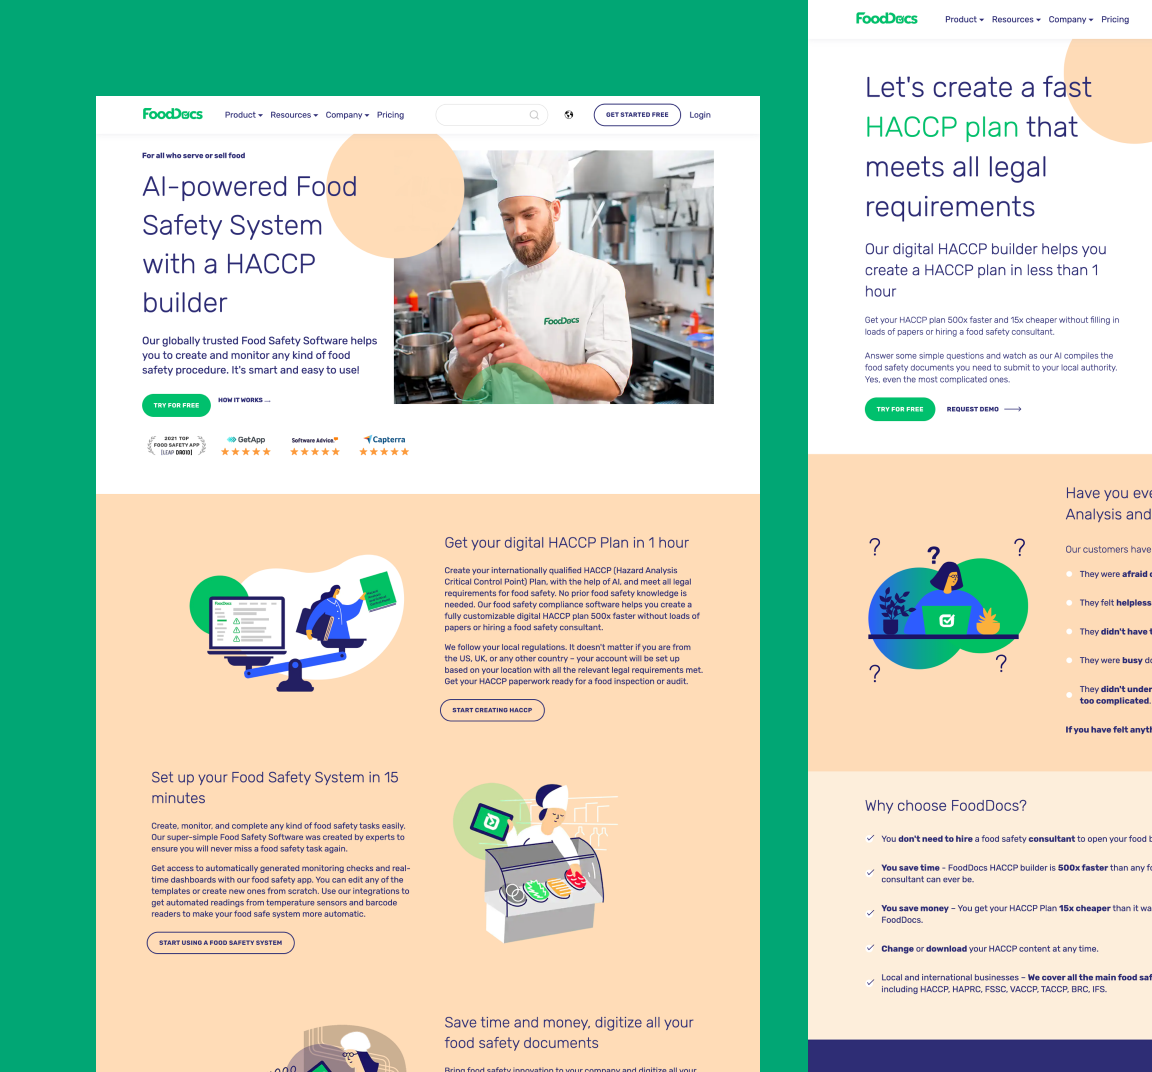 FoodDocs
Product Resources Company Pricing
GET STARTED FREE
Login
For all who serve or sell food
AI-powered Food
Safety System
with a HACCP
builder
Our globally trusted Food Safety Software helps
you to create and monitor any kind of food
safety procedure. It's smart and easy to use!
TRY FOR FREE
HOW IT WORKS
FoodDocs
2021 TOP
FOOD SAFETY APP
[LEAP DROID]
GetApp
Software Advice.
Capterra
Get your digital HACCP Plan in 1 hour
Create your internationally qualified HACCP (Hazard Analysis
Critical Control Point) Plan, with the help of AI, and meet all legal
requirements for food safety. No prior food safety knowledge is
needed. Our food safety compliance software helps you create a
fully customizable digital HACCP plan 500x faster without loads of
papers or hiring a food safety consultant.
We follow your local regulations. It doesn't matter if you are from
the US, UK, or any other country – your account will be set up
based on your location with all the relevant legal requirements met.
Get your HACCP paperwork ready for a food inspection or audit.
START CREATING HACCP
FoodDocs
Set up your Food Safety System in 15
minutes
Create, monitor, and complete any kind of food safety tasks easily.
Our super-simple Food Safety Software was created by experts to
ensure you will never miss a food safety task again.
Get access to automatically generated monitoring checks and real-
time dashboards with our food safety app. You can edit any of the
templates or create new ones from scratch. Use our integrations to
get automated readings from temperature sensors and barcode
readers to make your food safe system more automatic.
START USING A FOOD SAFETY SYSTEM
Save time and money, digitize all your
food safety documents
Bring food safety innovation to your company and digitize all your
FoodDocs
Product Resources Company Pricing
Let's create a fast
HACCP plan that
meets all legal
requirements
Our digital HACCP builder helps you
create a HACCP plan in less than 1
hour
Get your HACCP plan 500x faster and 15x cheaper without filling in
loads of papers or hiring a food safety consultant.
Answer some simple questions and watch as our AI compiles the
food safety documents you need to submit to your local authority.
Yes, even the most complicated ones.
TRY FOR FREE
REQUEST DEMO
? ? ?
? ?
Have you eve
Analysis and
Our customers have
They were afraid o
They felt helpless
They didn't have t
They were busy do
They didn't under
too complicated.
If you have felt anyth
Why choose FoodDocs?
You don't need to hire a food safety consultant to open your food b
You save time - FoodDocs HACCP builder is 500x faster than any fo
consultant can ever be.
You save money – You get your HACCP Plan 15x cheaper than it wa
FoodDocs.
Change or download your HACCP content at any time.
Local and international businesses – We cover all the main food saf
including HACCP, HAPRC, FSSC, VACCP, TACCP, BRC, IFS.